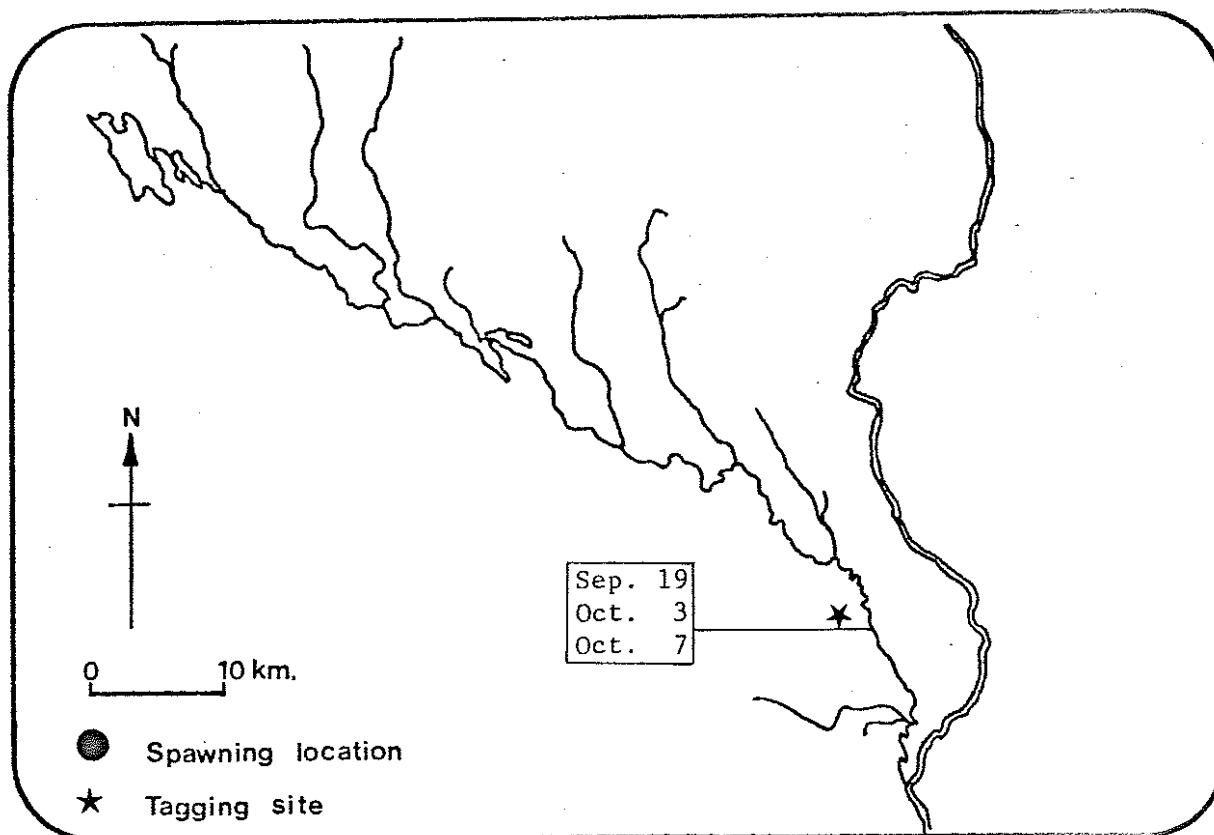 N
Sep. 19
Oct. 3
Oct. 7
0 10 km.
Spawning location
Tagging site